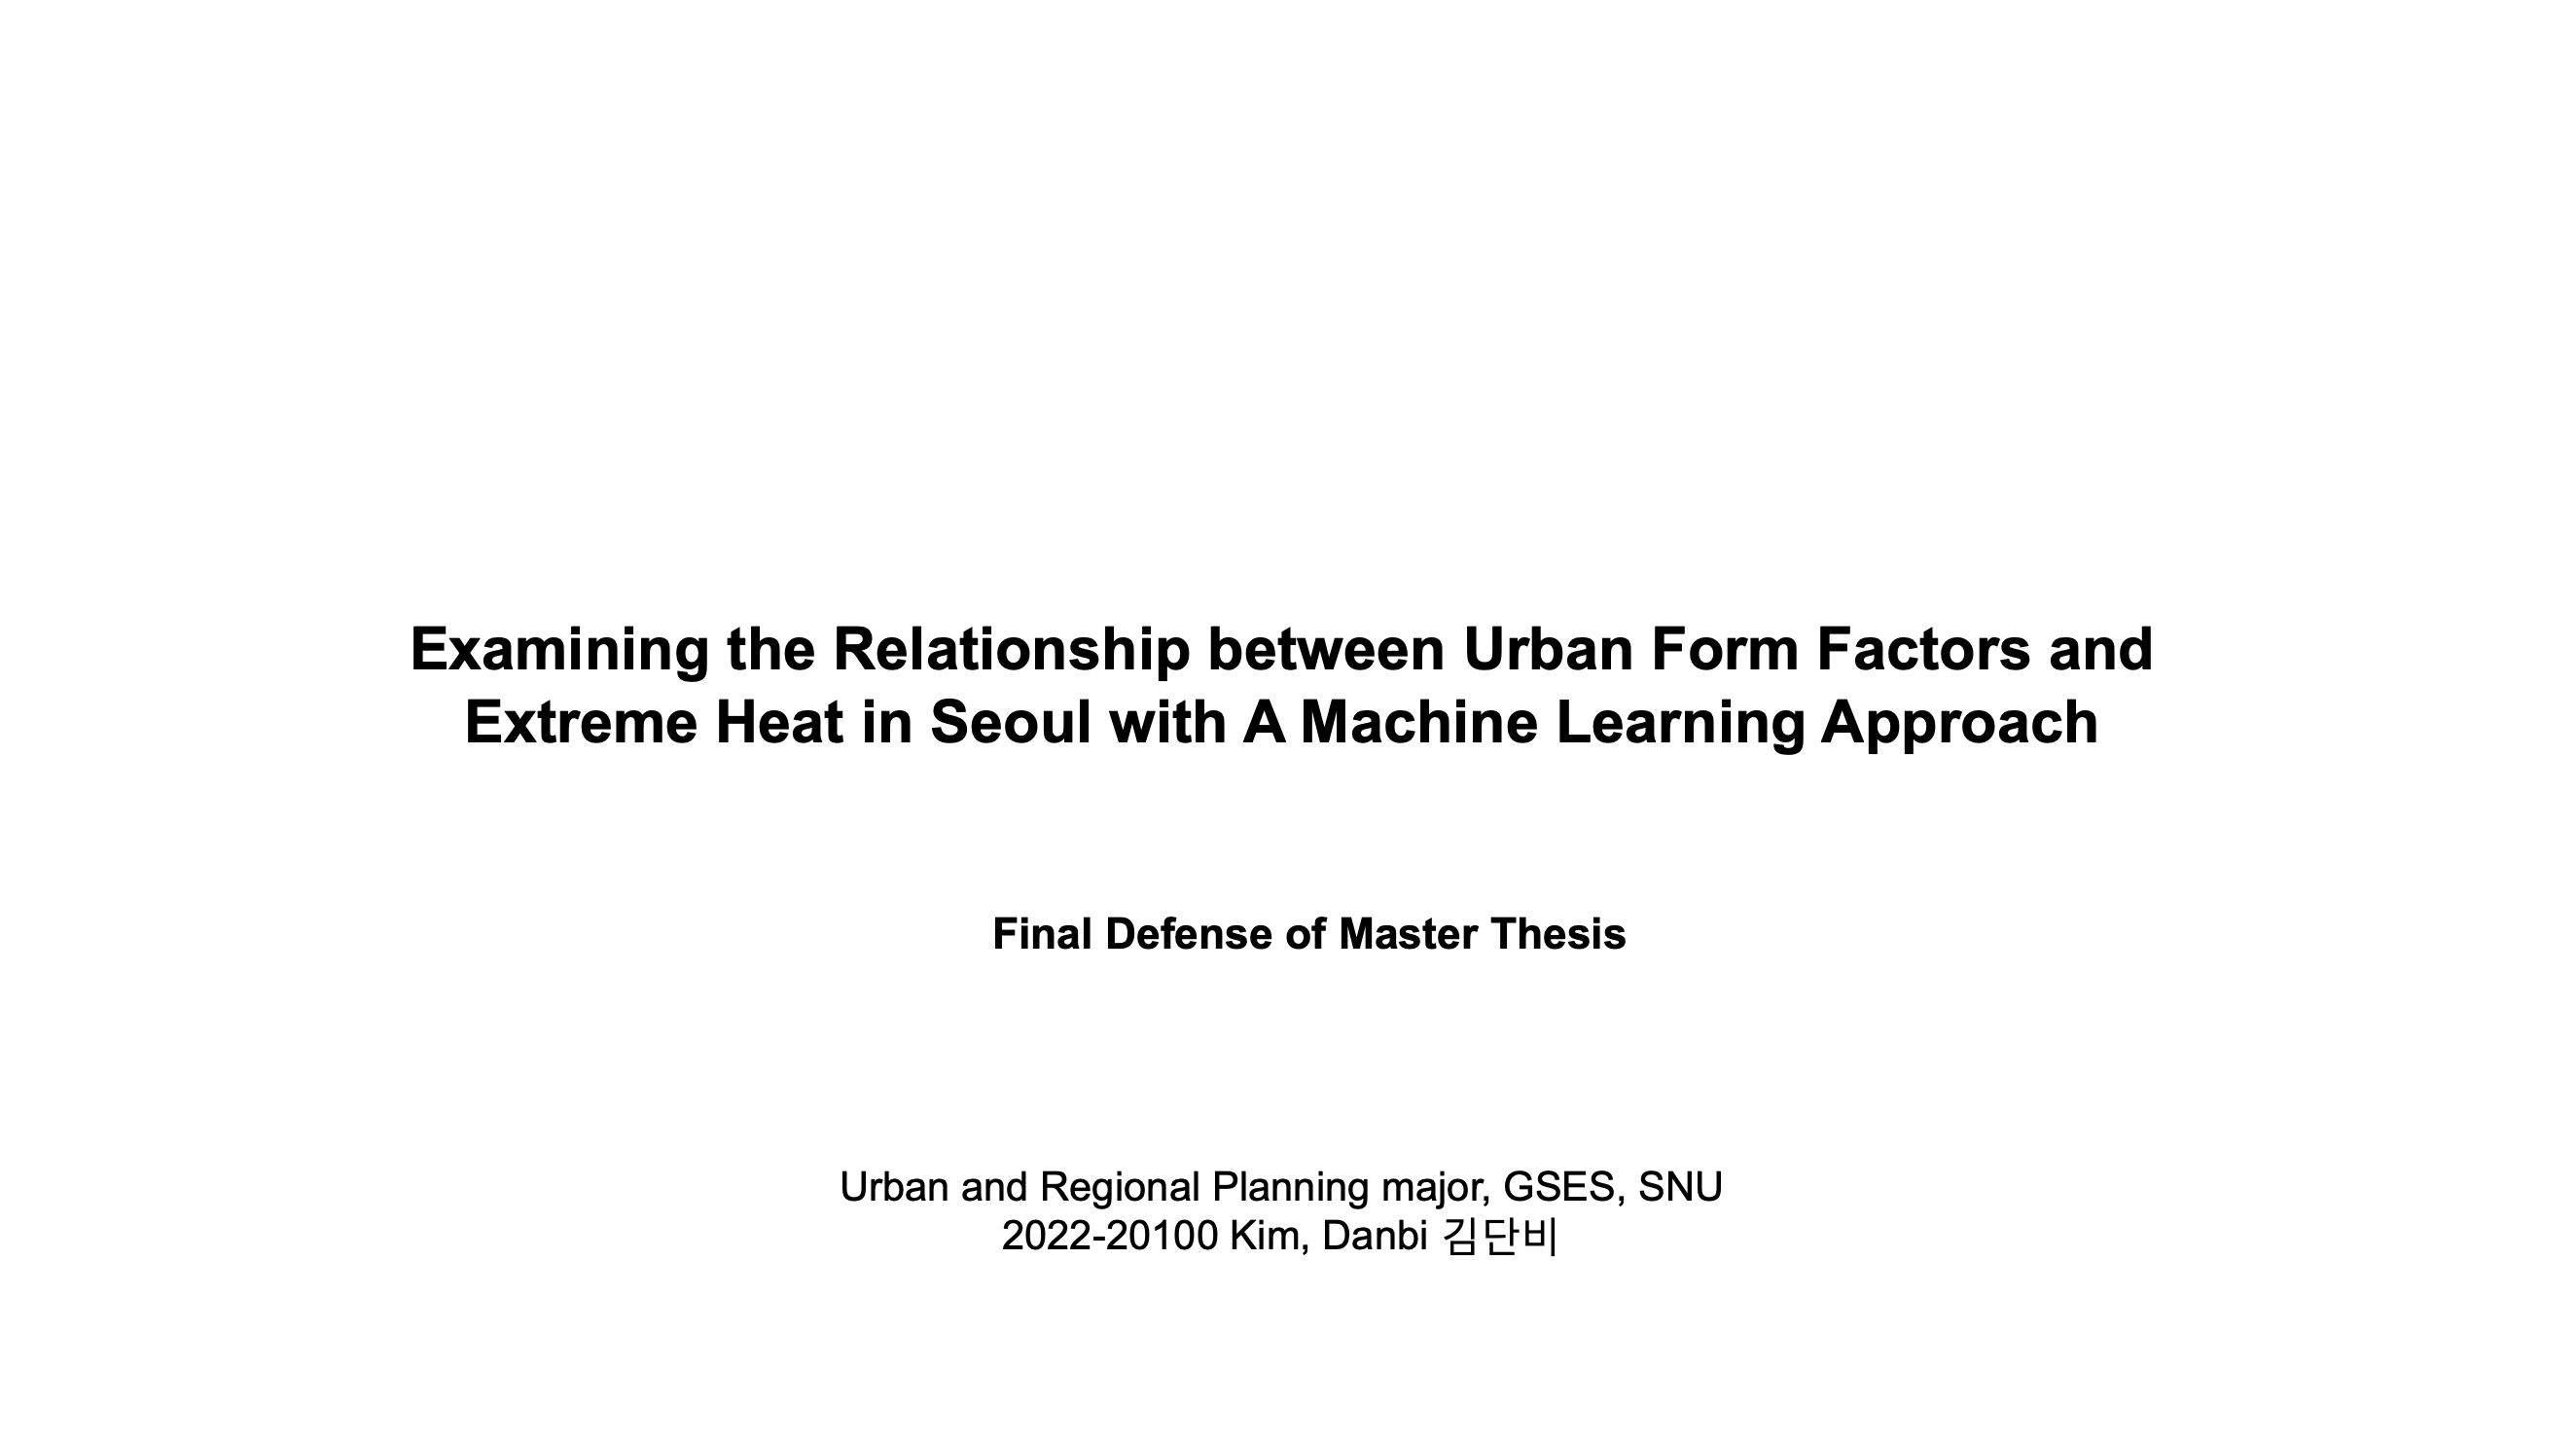 Examining the Relationship between Urban Form Factors and
Extreme Heat in Seoul with A Machine Learning Approach
Final Defense of Master Thesis
Urban and Regional Planning major, GSES, SNU
2022-20100 Kim, Danbi 김단비